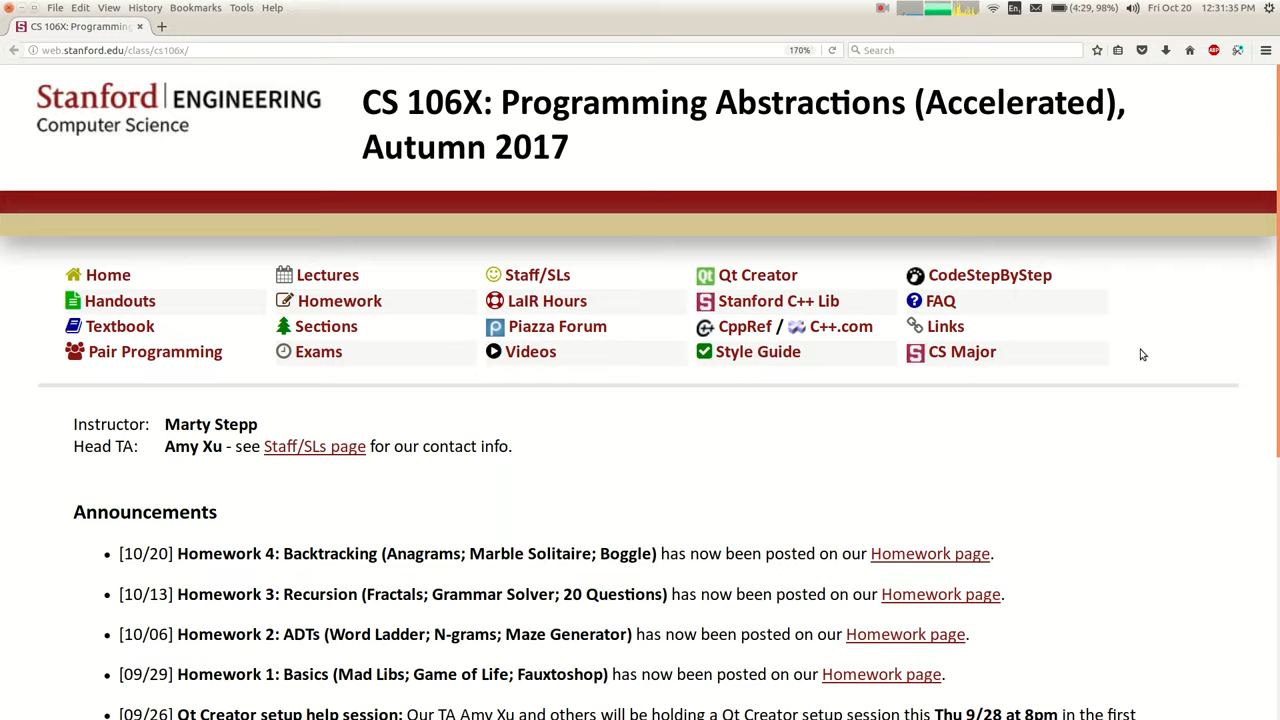 File Edit View History Bookmarks Tools Help
En (4:29, 98%) Fri Oct 20 12:31:35 PM
CS 106X: Programming
web.stanford.edu/class/cs106x/ 170% Search ABP
Stanford ENGINEERING
Computer Science
CS 106X: Programming Abstractions (Accelerated),
Autumn 2017
Home Lectures Staff/SLs Qt Qt Creator CodeStepByStep
Handouts Homework LaIR Hours S Stanford C++ Lib ? FAQ
Textbook Sections P Piazza Forum CppRef / C++.com Links
Pair Programming Exams Videos Style Guide S CS Major
Instructor: Marty Stepp
Head TA: Amy Xu - see Staff/SLs page for our contact info.
Announcements
• [10/20] Homework 4: Backtracking (Anagrams; Marble Solitaire; Boggle) has now been posted on our Homework page.
• [10/13] Homework 3: Recursion (Fractals; Grammar Solver; 20 Questions) has now been posted on our Homework page.
• [10/06] Homework 2: ADTs (Word Ladder; N-grams; Maze Generator) has now been posted on our Homework page.
• [09/29] Homework 1: Basics (Mad Libs; Game of Life; Fauxtoshop) has now been posted on our Homework page.
• [09/26] Qt Creator setup help session: Our TA Amy Xu and others will be holding a Qt Creator setup session this Thu 9/28 at 8pm in the first